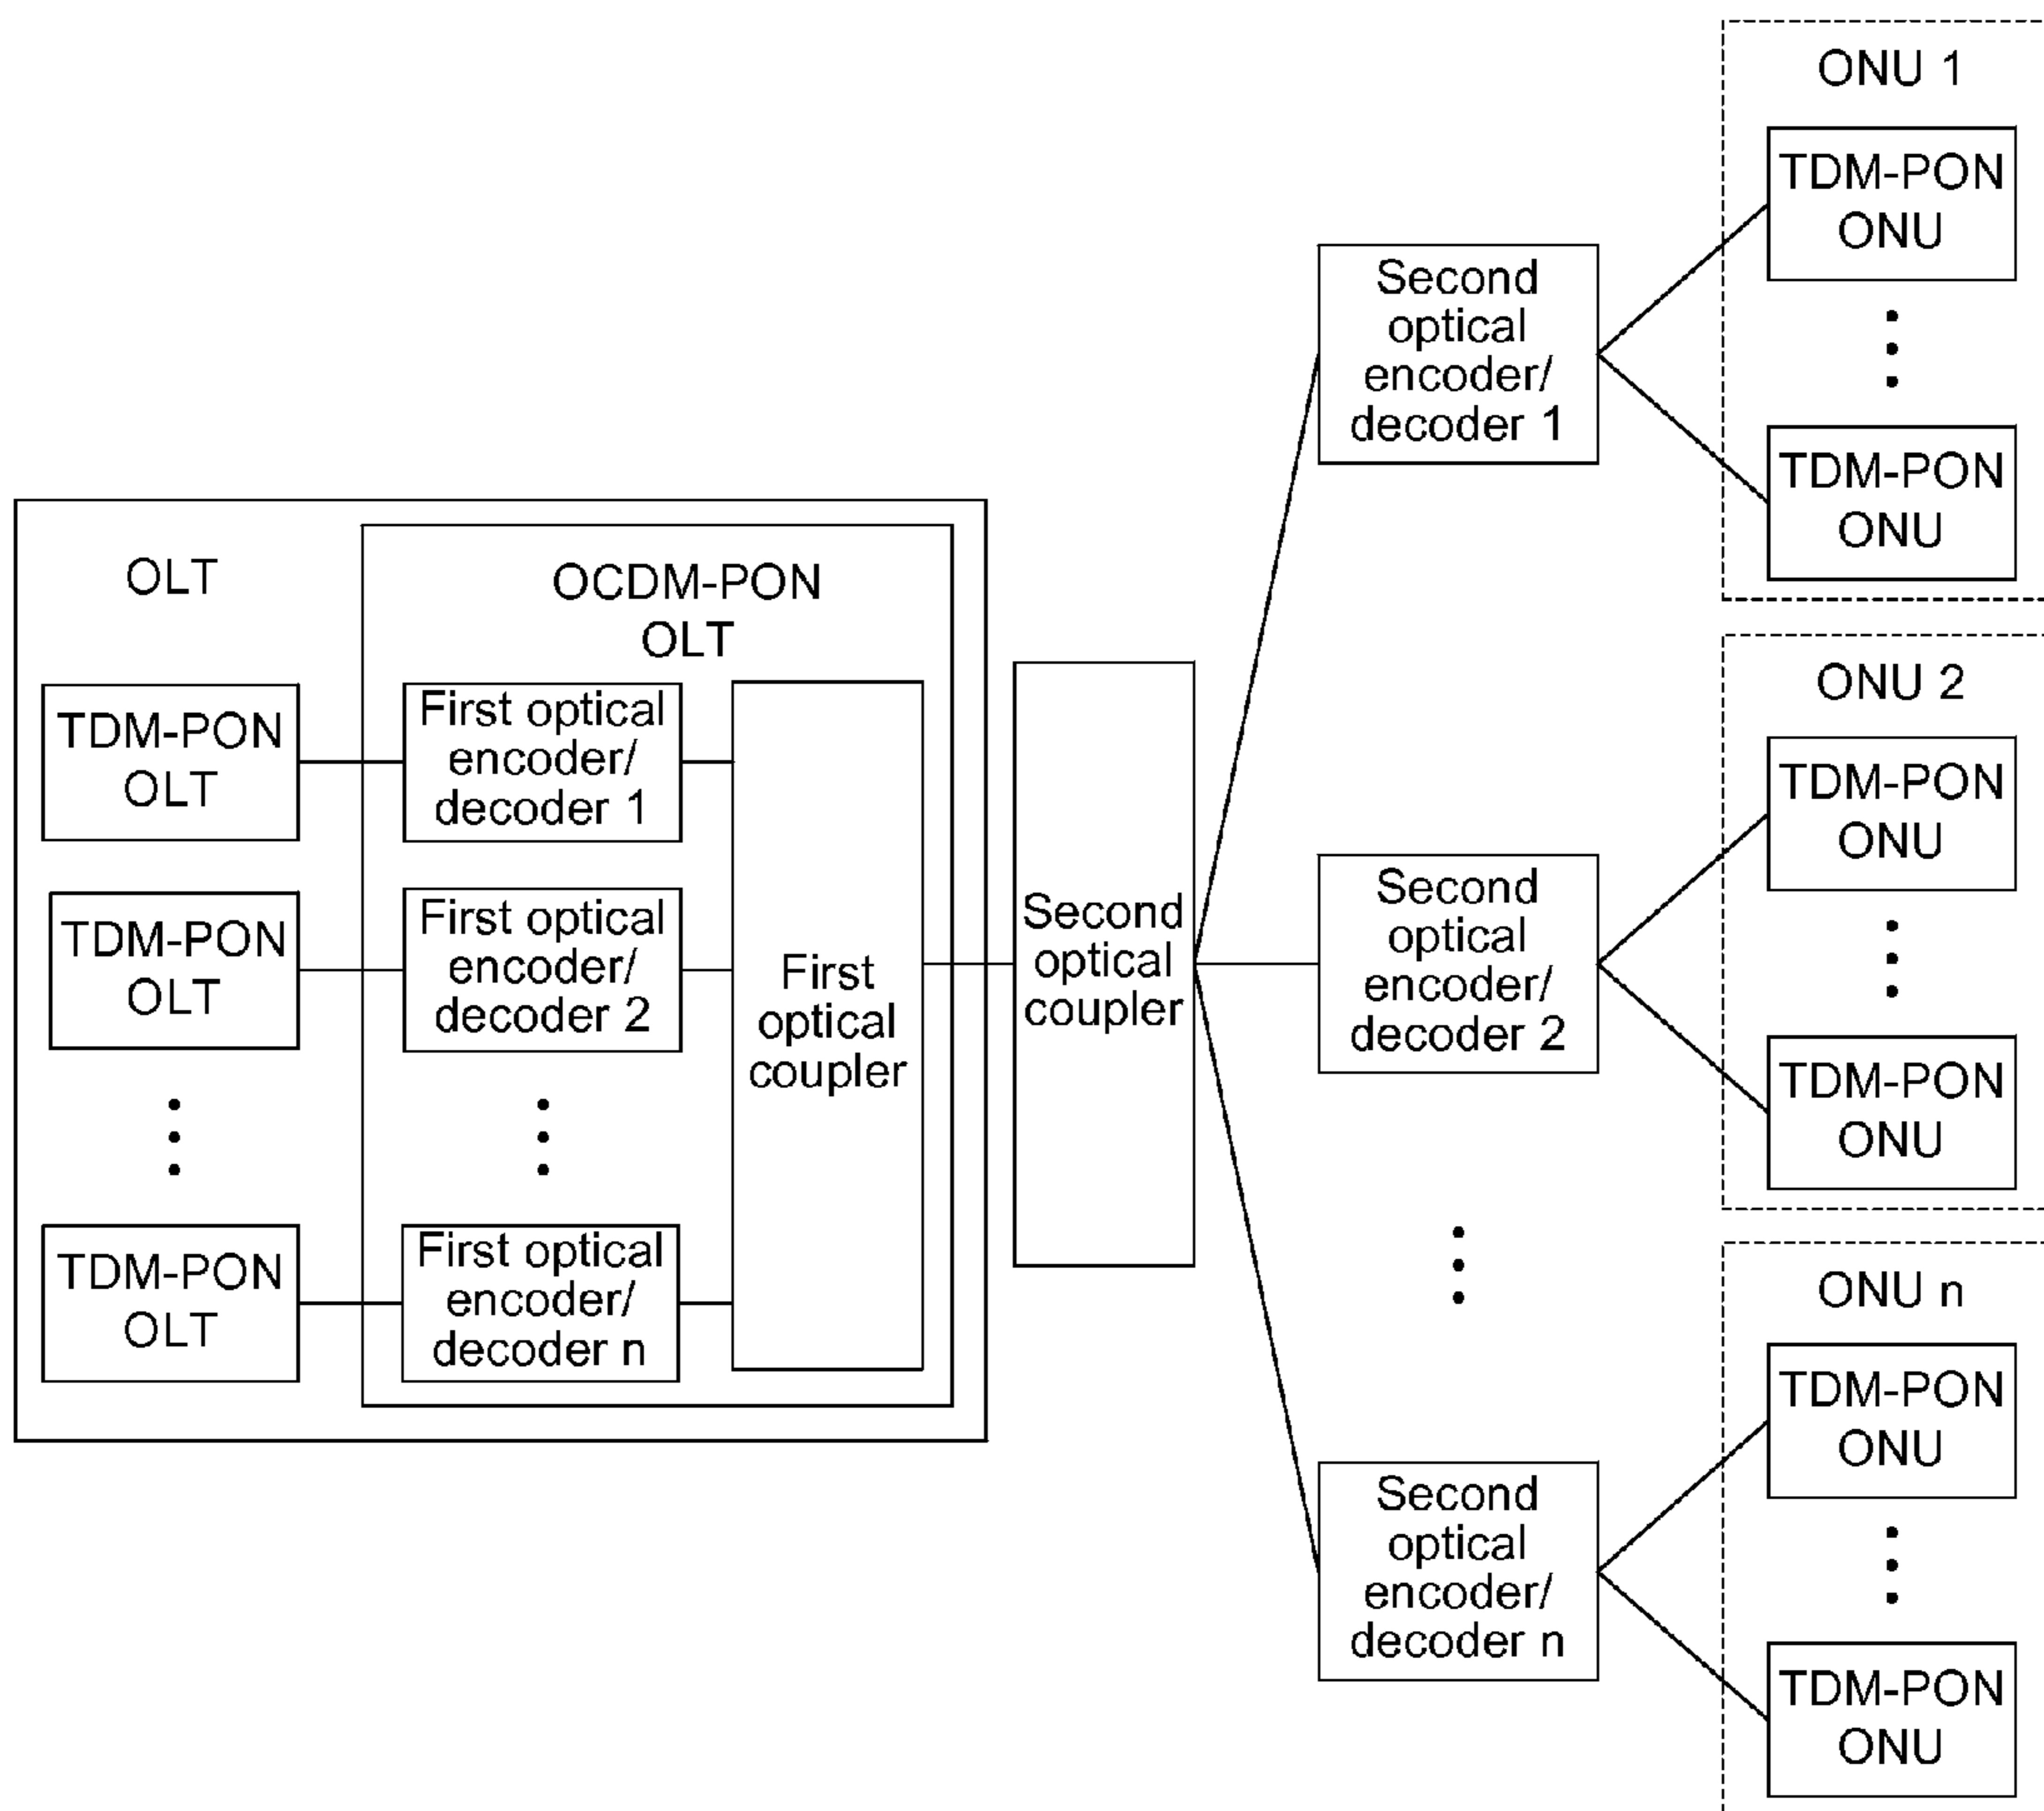 OLT
OCDM-PON
OLT
TDM-PON
OLT
First optical
encoder/
decoder 1
TDM-PON
OLT
First optical
encoder/
decoder 2
TDM-PON
OLT
First optical
encoder/
decoder n
First
optical
coupler
Second
optical
coupler
Second
optical
encoder/
decoder 1
Second
optical
encoder/
decoder 2
Second
optical
encoder/
decoder n
ONU 1
TDM-PON
ONU
TDM-PON
ONU
ONU 2
TDM-PON
ONU
TDM-PON
ONU
ONU n
TDM-PON
ONU
TDM-PON
ONU